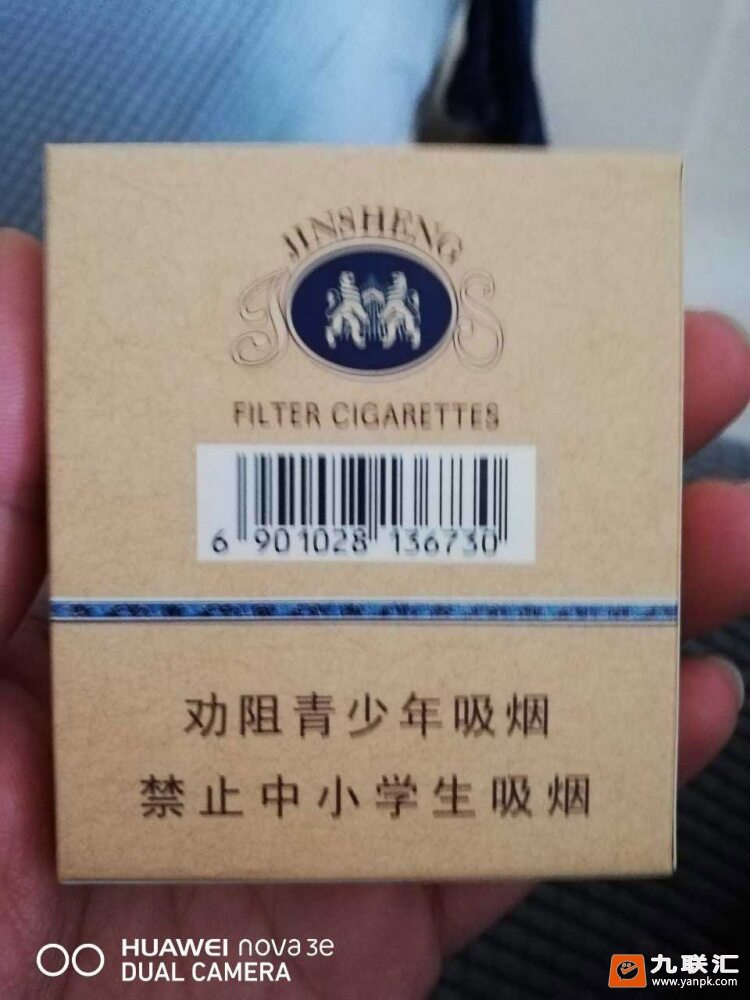 JINSHENG
JS
FILTER CIGARETTES
6 901028 136730
劝阻青少年吸烟
禁止中小学生吸烟
HUAWEI nova 3e
DUAL CAMERA
九联汇
www.yanpk.com